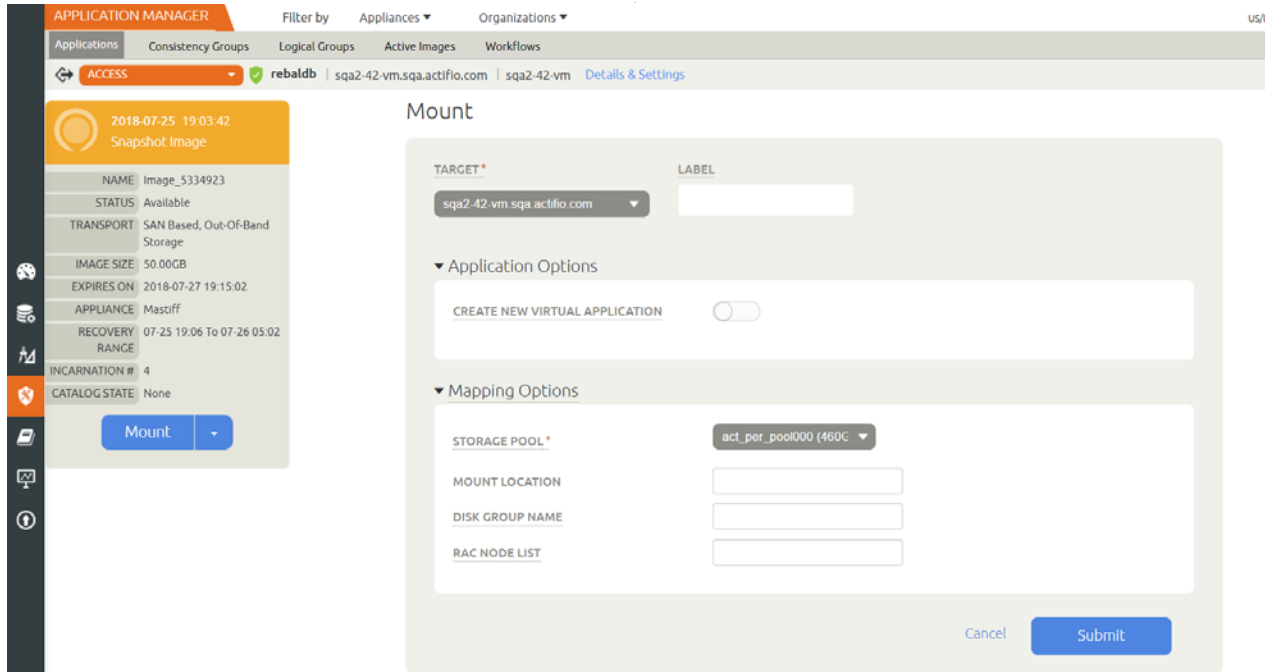 APPLICATION MANAGER Filter by Appliances Organizations
Applications Consistency Groups Logical Groups Active Images Workflows
ACCESS rebaldb | sqa2-42-vm.sqa.actifio.com | sqa2-42-vm Details & Settings
2018-07-25 19:03:42
Snapshot Image
NAME Image_5334923
STATUS Available
TRANSPORT SAN Based, Out-Of-Band
Storage
IMAGE SIZE 50.00GB
EXPIRES ON 2018-07-27 19:15:02
APPLIANCE Mastiff
RECOVERY 07-25 19:06 To 07-26 05:02
RANGE
INCARNATION # 4
CATALOG STATE None
Mount
Mount
TARGET* LABEL
sqa2-42-vm.sqa.actifio.com
Application Options
CREATE NEW VIRTUAL APPLICATION
Mapping Options
STORAGE POOL* act_per_pool000 (460G
MOUNT LOCATION
DISK GROUP NAME
RAC NODE LIST
Cancel Submit